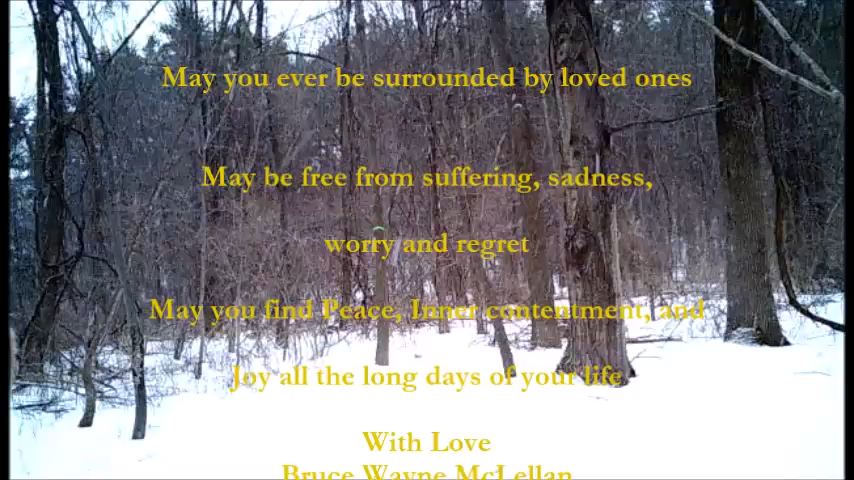 May you ever be surrounded by loved ones
May be free from suffering, sadness,
worry and regret
May you find Peace, Inner contentment, and
Joy all the long days of your life
With Love
Bruce Wayne McLellan